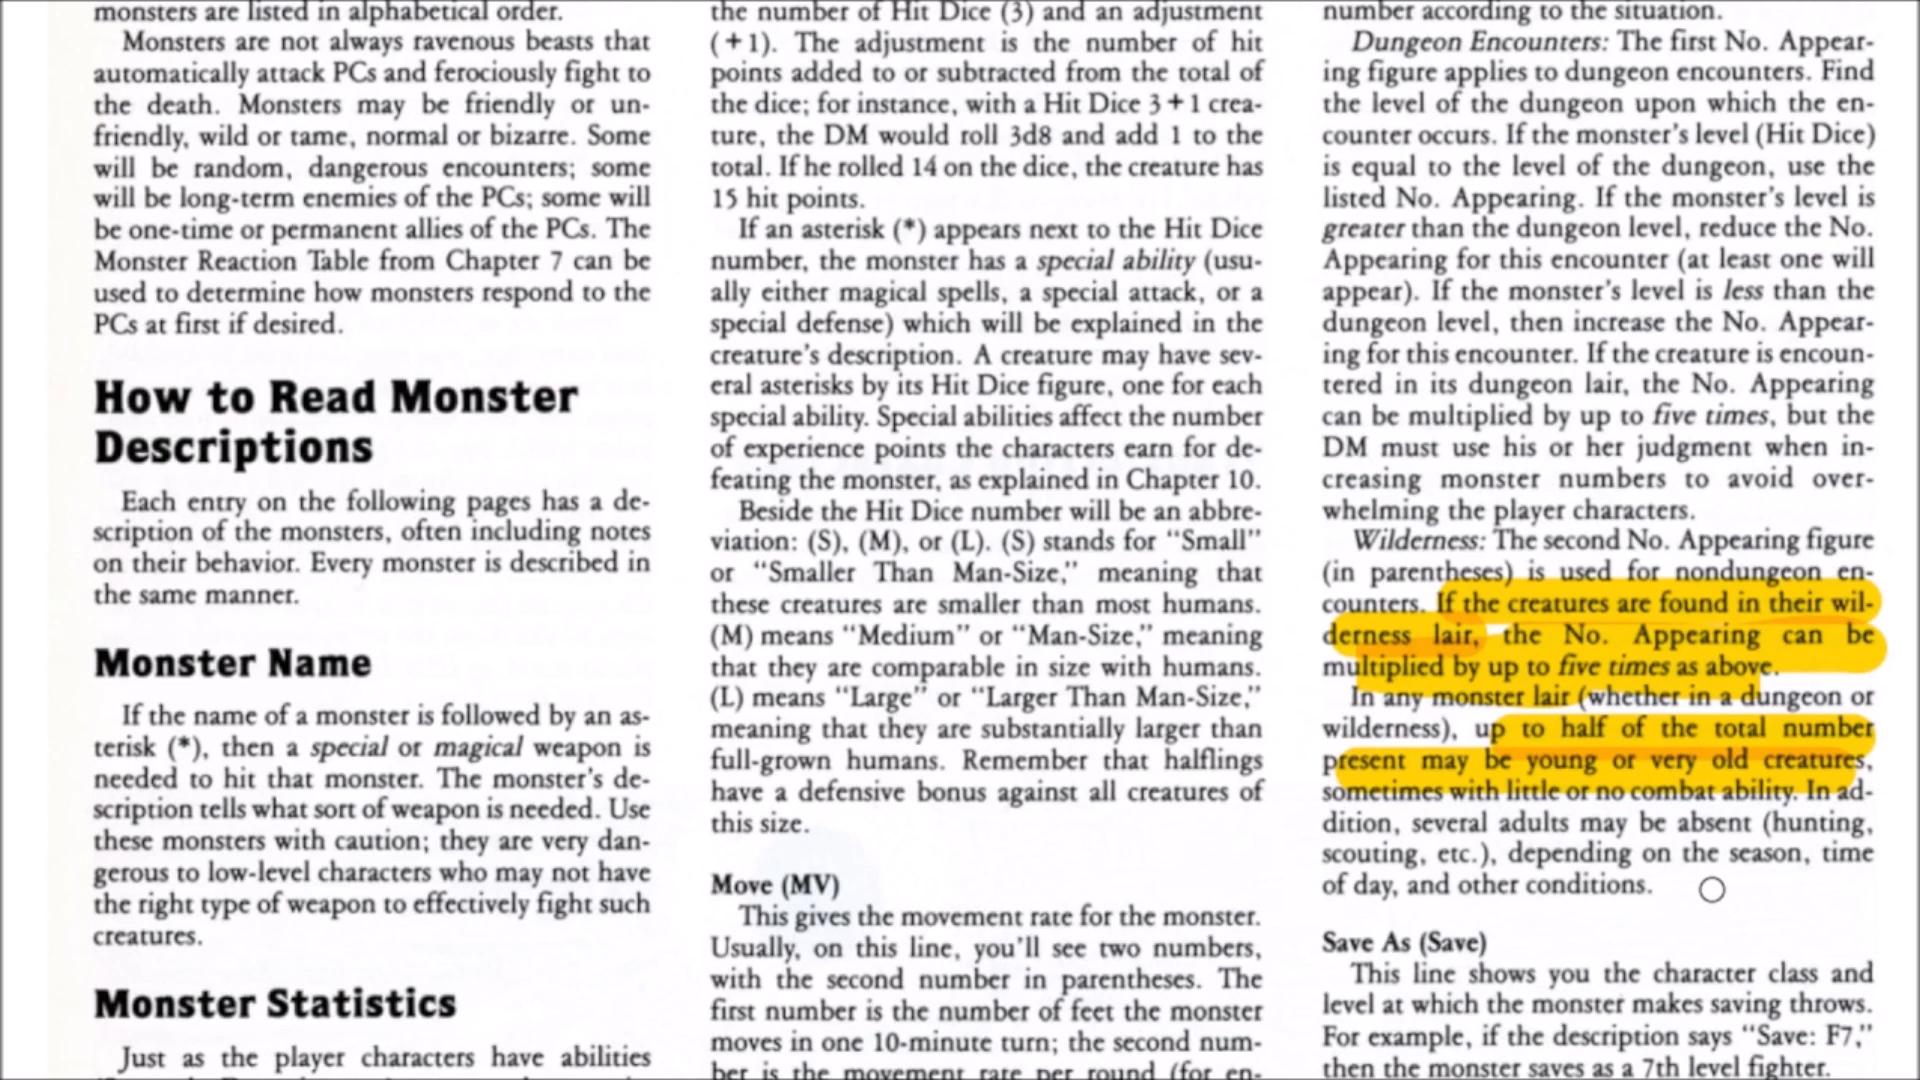 monsters are listed in alphabetical order.
Monsters are not always ravenous beasts that
automatically attack PCs and ferociously fight to
the death. Monsters may be friendly or un-
friendly, wild or tame, normal or bizarre. Some
will be random, dangerous encounters; some
will be long-term enemies of the PCs; some will
be one-time or permanent allies of the PCs. The
Monster Reaction Table from Chapter 7 can be
used to determine how monsters respond to the
PCs at first if desired.
How to Read Monster
Descriptions
Each entry on the following pages has a de-
scription of the monsters, often including notes
on their behavior. Every monster is described in
the same manner.
Monster Name
If the name of a monster is followed by an as-
terisk (*), then a special or magical weapon is
needed to hit that monster. The monster's de-
scription tells what sort of weapon is needed. Use
these monsters with caution; they are very dan-
gerous to low-level characters who may not have
the right type of weapon to effectively fight such
creatures.
Monster Statistics
Just as the player characters have abilities
the number of Hit Dice (3) and an adjustment
(+1). The adjustment is the number of hit
points added to or subtracted from the total of
the dice; for instance, with a Hit Dice 3+1 crea-
ture, the DM would roll 3d8 and add 1 to the
total. If he rolled 14 on the dice, the creature has
15 hit points.
If an asterisk (*) appears next to the Hit Dice
number, the monster has a special ability (usu-
ally either magical spells, a special attack, or a
special defense) which will be explained in the
creature's description. A creature may have sev-
eral asterisks by its Hit Dice figure, one for each
special ability. Special abilities affect the number
of experience points the characters earn for de-
feating the monster, as explained in Chapter 10.
Beside the Hit Dice number will be an abbre-
viation: (S), (M), or (L). (S) stands for "Small"
or "Smaller Than Man-Size," meaning that
these creatures are smaller than most humans.
(M) means "Medium" or "Man-Size," meaning
that they are comparable in size with humans.
(L) means "Large" or "Larger Than Man-Size,"
meaning that they are substantially larger than
full-grown humans. Remember that halflings
have a defensive bonus against all creatures of
this size.
Move (MV)
This gives the movement rate for the monster.
Usually, on this line, you'll see two numbers,
with the second number in parentheses. The
first number is the number of feet the monster
moves in one 10-minute turn; the second num-
ber is the movement rate per round (for en-
number according to the situation.
Dungeon Encounters: The first No. Appear-
ing figure applies to dungeon encounters. Find
the level of the dungeon upon which the en-
counter occurs. If the monster's level (Hit Dice)
is equal to the level of the dungeon, use the
listed No. Appearing. If the monster's level is
greater than the dungeon level, reduce the No.
Appearing for this encounter (at least one will
appear). If the monster's level is less than the
dungeon level, then increase the No. Appear-
ing for this encounter. If the creature is encoun-
tered in its dungeon lair, the No. Appearing
can be multiplied by up to five times, but the
DM must use his or her judgment when in-
creasing monster numbers to avoid over-
whelming the player characters.
Wilderness: The second No. Appearing figure
(in parentheses) is used for nondungeon en-
counters. If the creatures are found in their wil-
derness lair, the No. Appearing can be
multiplied by up to five times as above.
In any monster lair (whether in a dungeon or
wilderness), up to half of the total number
present may be young or very old creatures,
sometimes with little or no combat ability. In ad-
dition, several adults may be absent (hunting,
scouting, etc.), depending on the season, time
of day, and other conditions.
Save As (Save)
This line shows you the character class and
level at which the monster makes saving throws.
For example, if the description says "Save: F7,"
then the monster saves as a 7th level fighter.